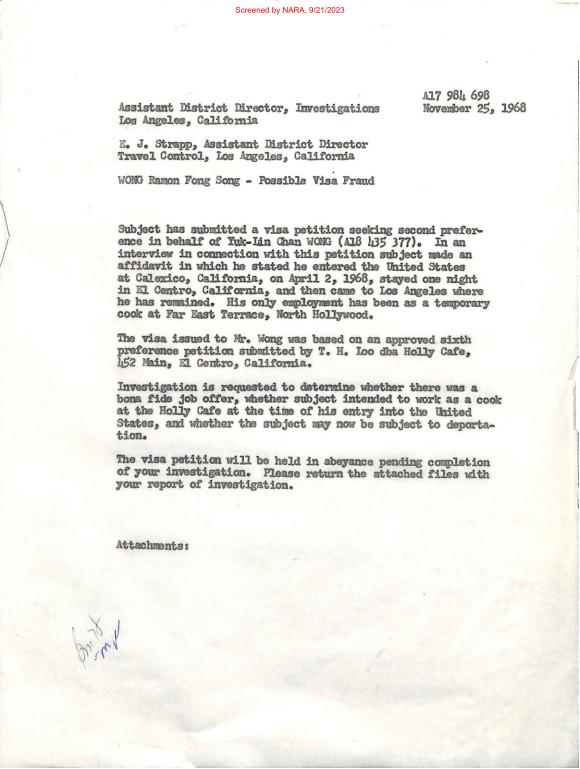 Screened by NARA, 9/21/2023
A17 984 698
Assistant District Director, Investigations November 25, 1968
Los Angeles, California
E. J. Strapp, Assistant District Director
Travel Control, Los Angeles, California
WONG Ramon Fong Song - Possible Visa Fraud
Subject has submitted a visa petition seeking second prefer-
ence in behalf of Yuk-Lin Chan WONG (A18 435 377). In an
interview in connection with this petition subject made an
affidavit in which he stated he entered the United States
at Calexico, California, on April 2, 1968, stayed one night
in El Centro, California, and then came to Los Angeles where
he has remained. His only employment has been as a temporary
cook at Far East Terrace, North Hollywood.
The visa issued to Mr. Wong was based on an approved sixth
preference petition submitted by T. H. Loo dba Holly Cafe,
452 Main, El Centro, California.
Investigation is requested to determine whether there was a
bona fide job offer, whether subject intended to work as a cook
at the Holly Cafe at the time of his entry into the United
States, and whether the subject may now be subject to deporta-
tion.
The visa petition will be held in abeyance pending completion
of your investigation. Please return the attached files with
your report of investigation.
Attachments: